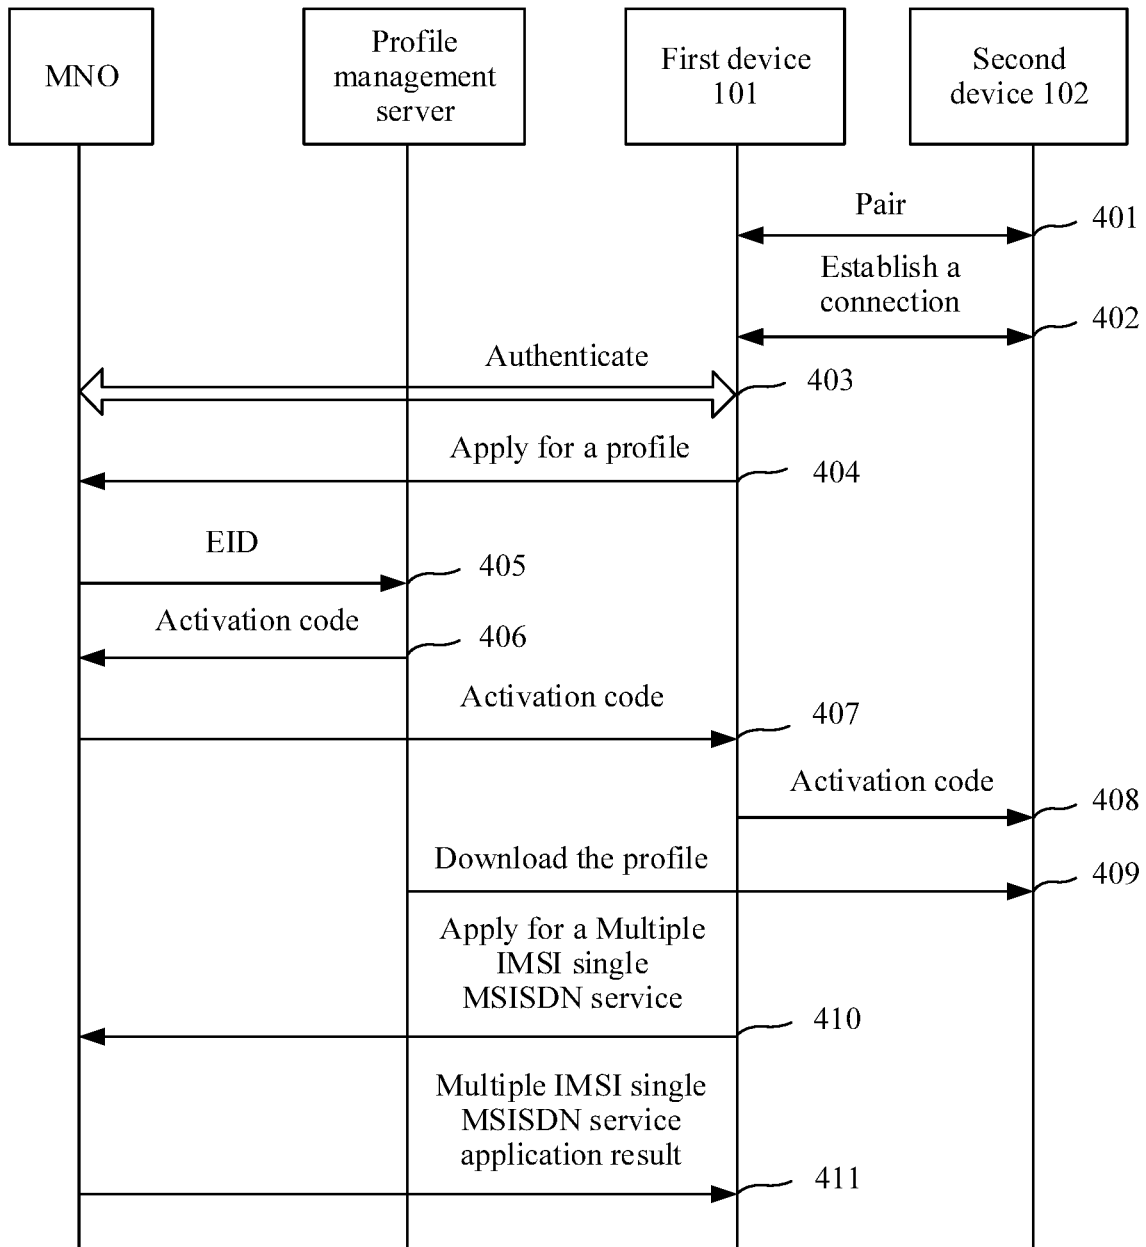 MNO
Profile
management
server
First device
101
Second
device 102
Pair
401
Establish a
connection
402
Authenticate
403
Apply for a profile
404
EID
405
Activation code
406
Activation code
407
Activation code
408
Download the profile
409
Apply for a Multiple
IMSI single
MSISDN service
410
Multiple IMSI single
MSISDN service
application result
411